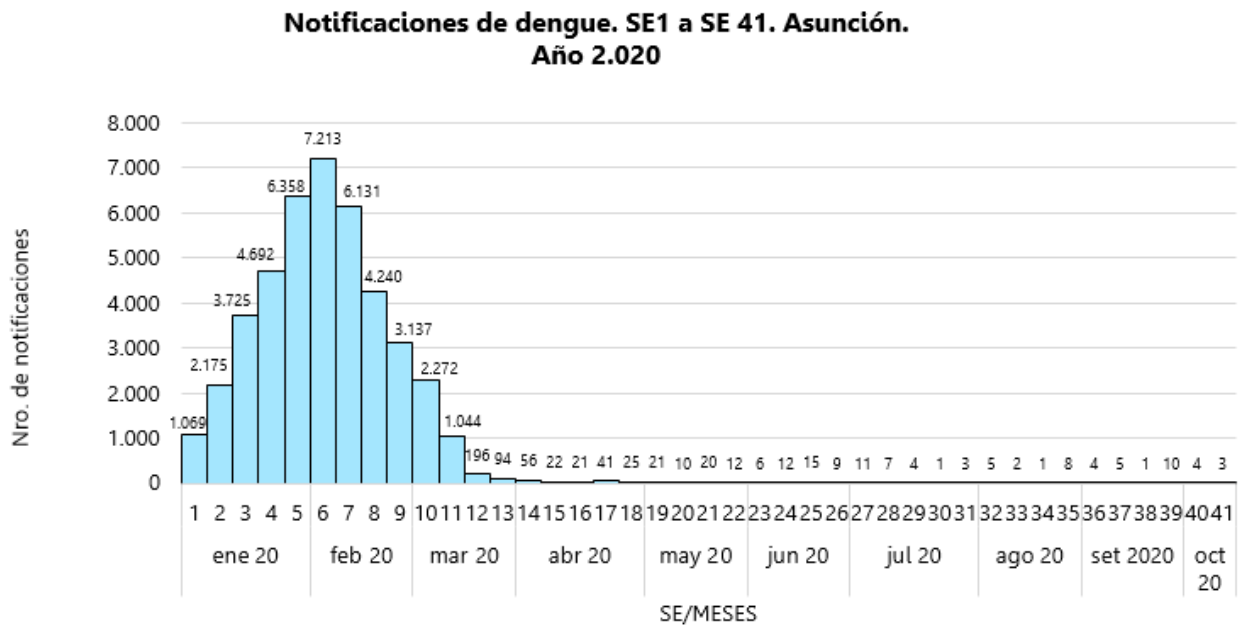 Notificaciones de dengue. SE1 a SE 41. Asunción.
Año 2.020
Nro. de notificaciones
8.000
7.000
6.000
5.000
4.000
3.000
2.000
1.000
0
1.069 2.175 3.725 4.692 6.358 7.213 6.131 4.240 3.137 2.272 1.044 196 94 56 22 21 41 25 21 10 20 12 6 12 15 9 11 7 4 1 3 5 2 1 8 4 5 1 10 4 3
1 2 3 4 5 6 7 8 9 10 11 12 13 14 15 16 17 18 19 20 21 22 23 24 25 26 27 28 29 30 31 32 33 34 35 36 37 38 39 40 41
ene 20 feb 20 mar 20 abr 20 may 20 jun 20 jul 20 ago 20 set 2020 oct
20
SE/MESES